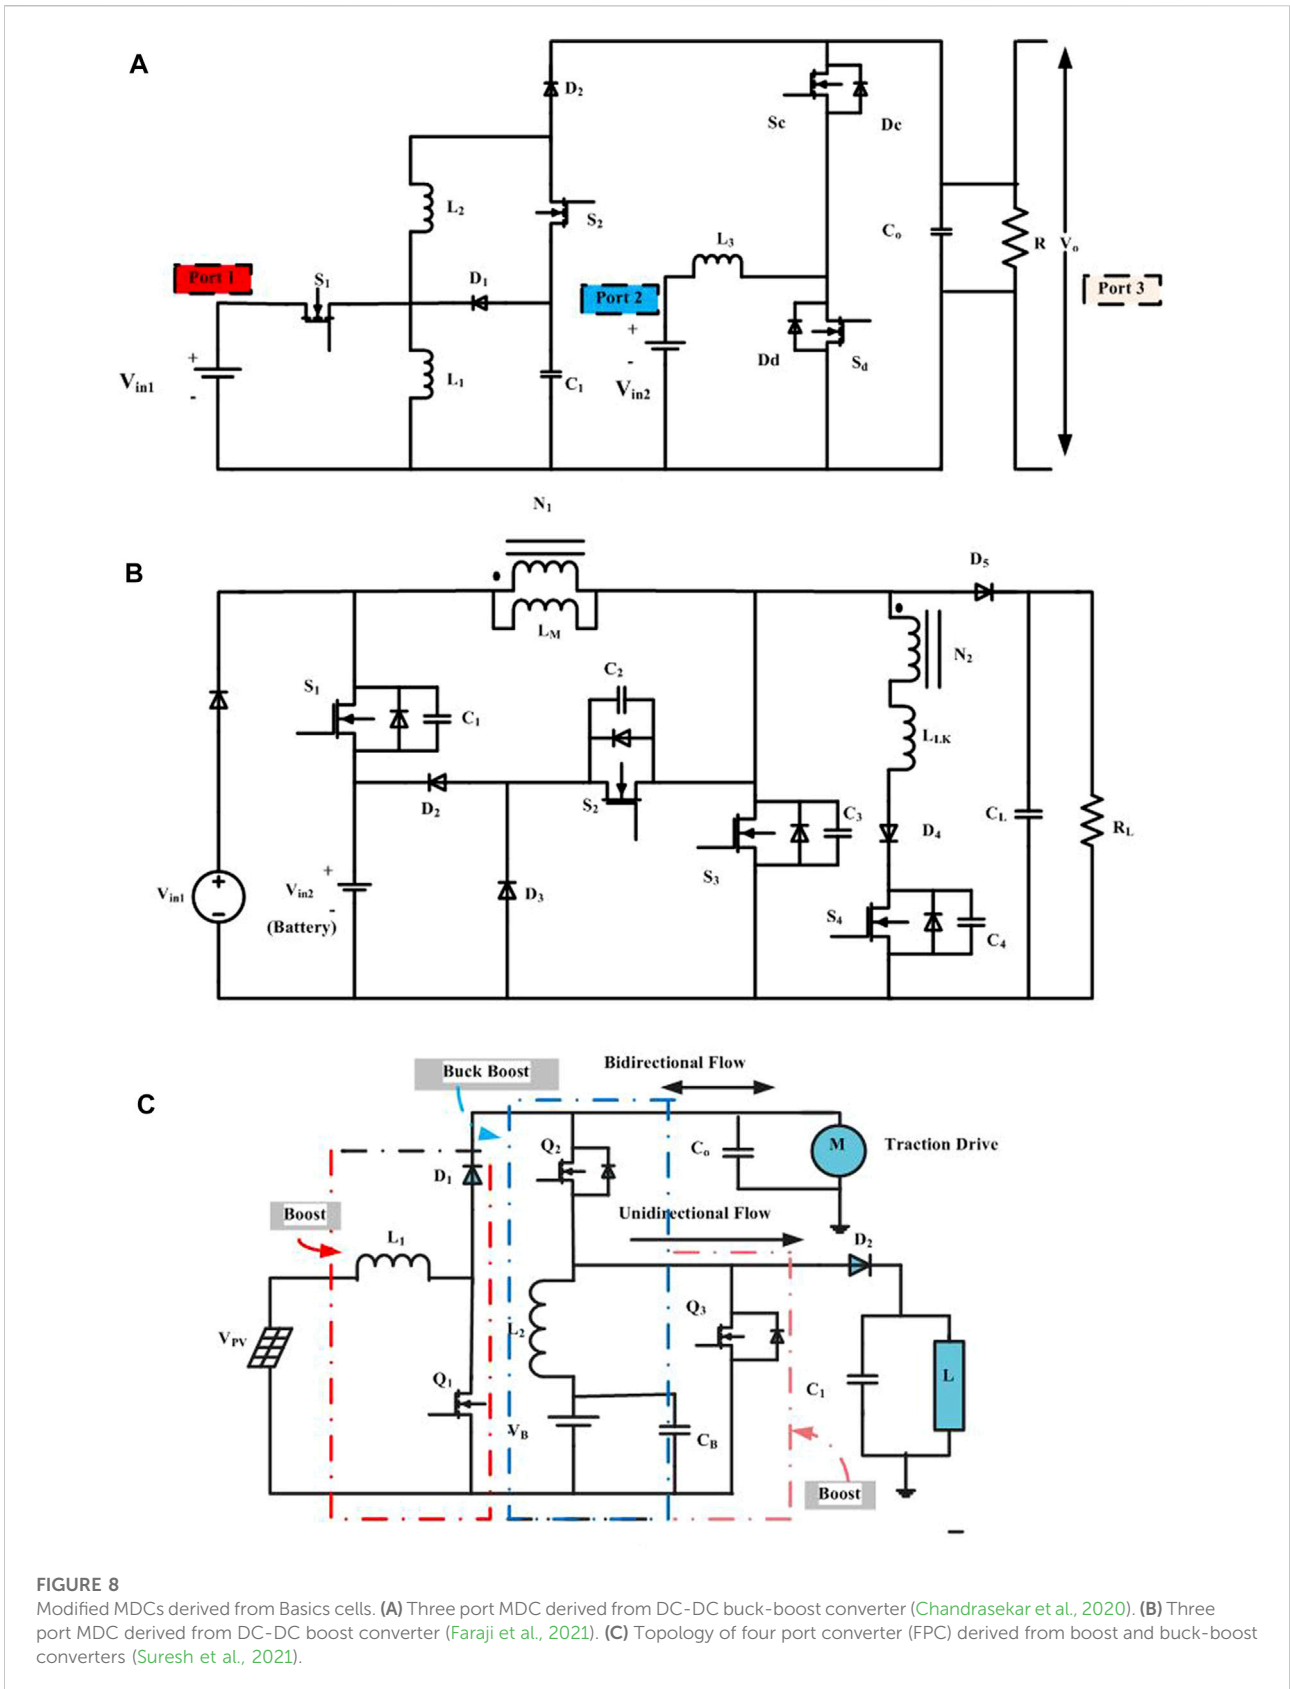 A
D2
Sc
Dc
L2
S2
Port 1
S1
D1
L3
Port 2
Co
R
Vo
Port 3
+
Vin1
-
L1
C1
+
-
Vin2
Dd
Sd
N1
B
D5
LM
N2
C2
S1
C1
LLK
D2
S2
C3
D4
CL
RL
S3
Vin1
+
-
+
Vin2
-
(Battery)
D3
S4
C4
Bidirectional Flow
Buck Boost
C
Q2
Co
M
Traction Drive
D1
Boost
Unidirectional Flow
L1
D2
VPV
L2
Q3
Q1
C1
L
VB
CB
Boost
FIGURE 8
Modified MDCs derived from Basics cells. (A) Three port MDC derived from DC-DC buck-boost converter (Chandrasekar et al., 2020). (B) Three
port MDC derived from DC-DC boost converter (Faraji et al., 2021). (C) Topology of four port converter (FPC) derived from boost and buck-boost
converters (Suresh et al., 2021).